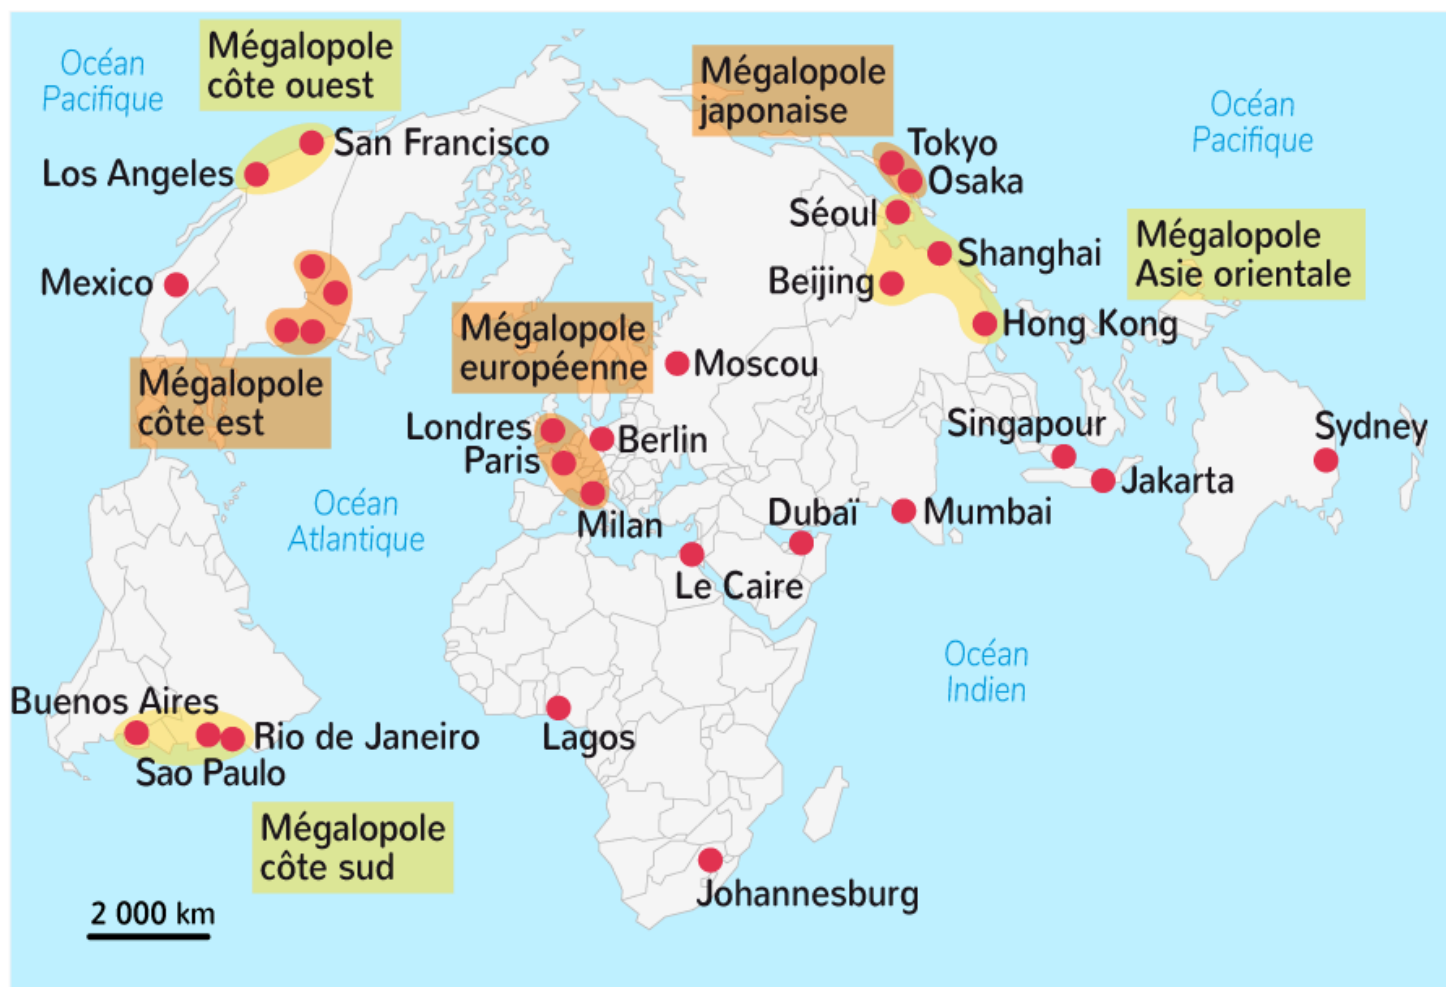 Océan
Pacifique
Mégalopole
côte ouest
San Francisco
Los Angeles
Mexico
Mégalopole
côte est
Mégalopole
japonaise
Tokyo
Osaka
Séoul
Shanghai
Beijing
Hong Kong
Océan
Pacifique
Mégalopole
Asie orientale
Mégalopole
européenne
Moscou
Londres
Paris
Berlin
Milan
Océan
Atlantique
Dubaï
Mumbai
Le Caire
Singapour
Jakarta
Sydney
Océan
Indien
Buenos Aires
Rio de Janeiro
Sao Paulo
Mégalopole
côte sud
Lagos
Johannesburg
2 000 km